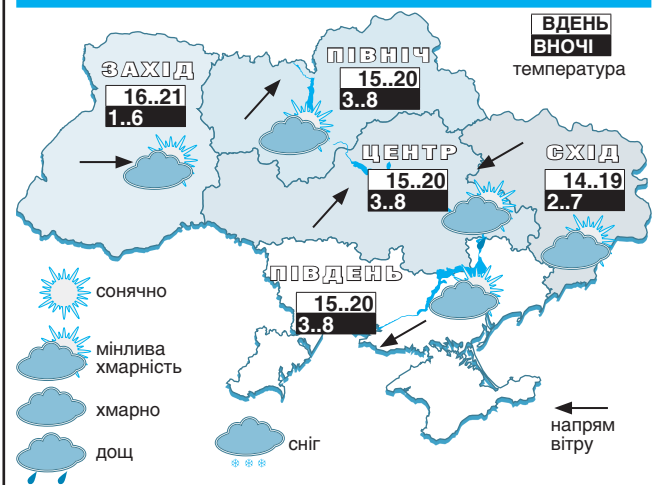 ВДЕНЬ
ВНОЧІ
температура
ПІВНІЧ
15..20
3..8
ЗАХІД
16..21
1..6
ЦЕНТР
15..20
3..8
СХІД
14..19
2..7
ПІВДЕНЬ
15..20
3..8
сонячно
мінлива
хмарність
хмарно
дощ
сніг
напрям
вітру